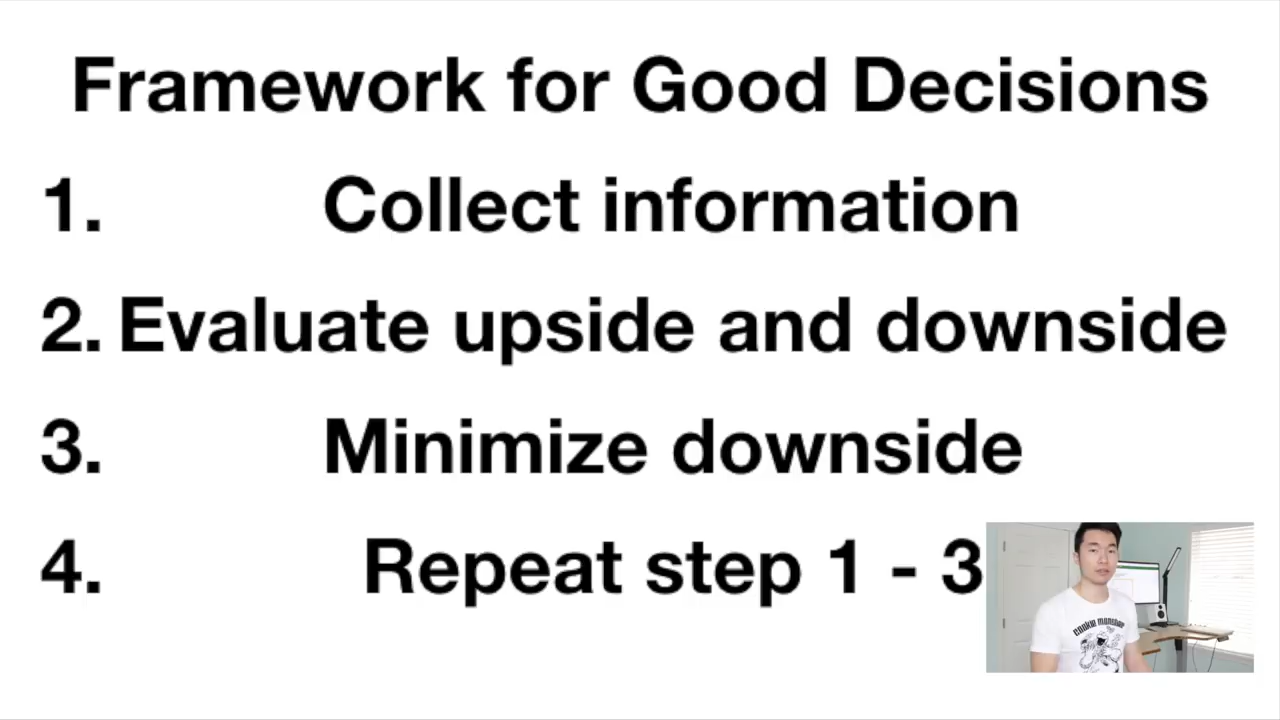 Framework for Good Decisions
1. Collect information
2. Evaluate upside and downside
3. Minimize downside
4. Repeat step 1 - 3